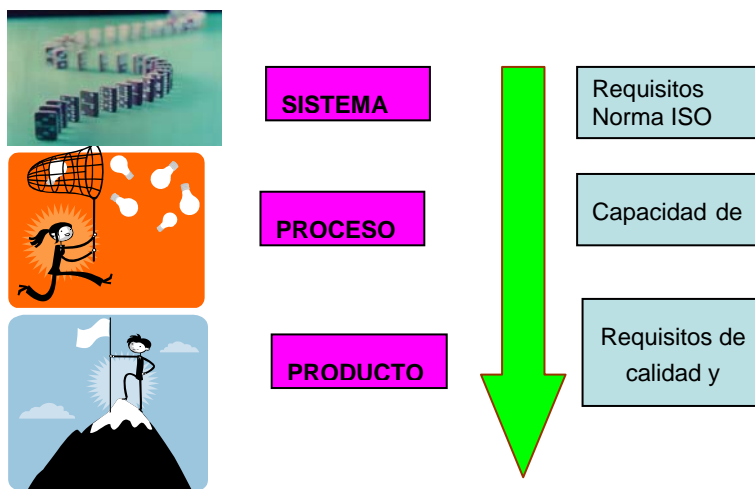 SISTEMA
Requisitos
Norma ISO
PROCESO
Capacidad de
PRODUCTO
Requisitos de
calidad y